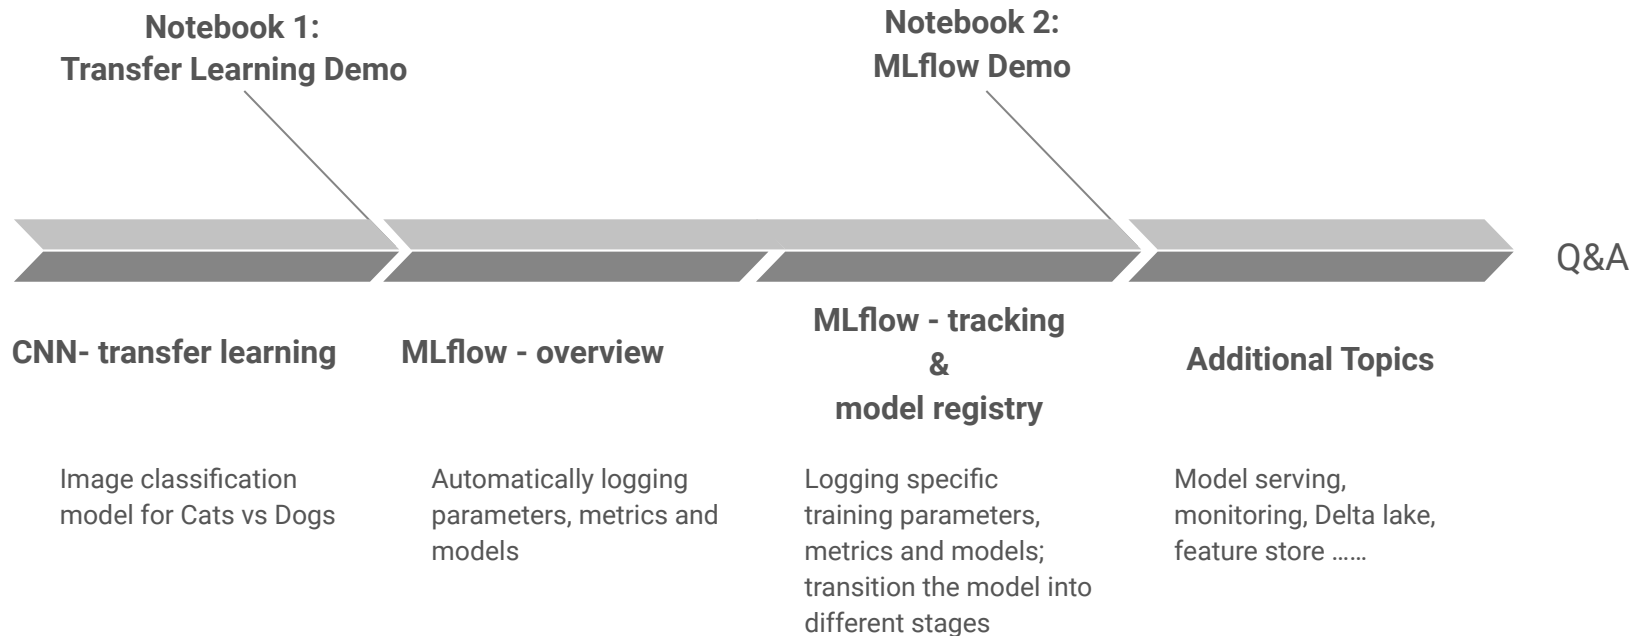 Notebook 1:
Transfer Learning Demo
Notebook 2:
MLflow Demo
Q&A
CNN- transfer learning
Image classification
model for Cats vs Dogs
MLflow - overview
Automatically logging
parameters, metrics and
models
MLflow - tracking
&
model registry
Logging specific
training parameters,
metrics and models;
transition the model into
different stages
Additional Topics
Model serving,
monitoring, Delta lake,
feature store ......